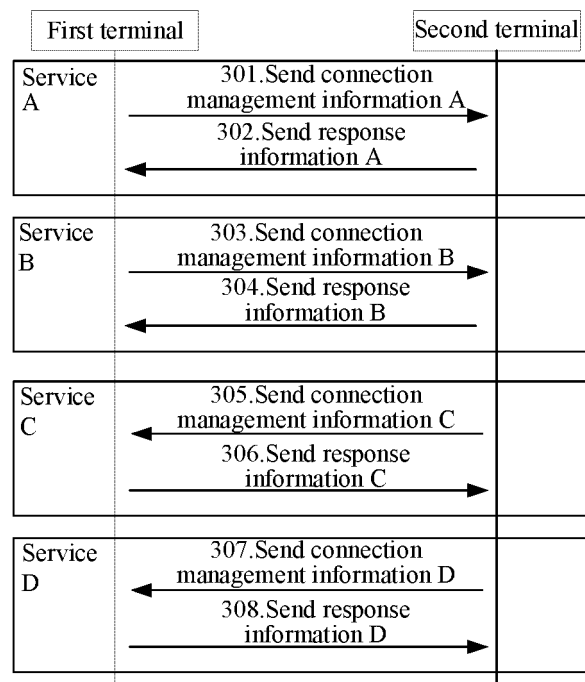 First terminal
Second terminal
Service
A
301.Send connection
management information A
302.Send response
information A
Service
B
303.Send connection
management information B
304.Send response
information B
Service
C
305.Send connection
management information C
306.Send response
information C
Service
D
307.Send connection
management information D
308.Send response
information D